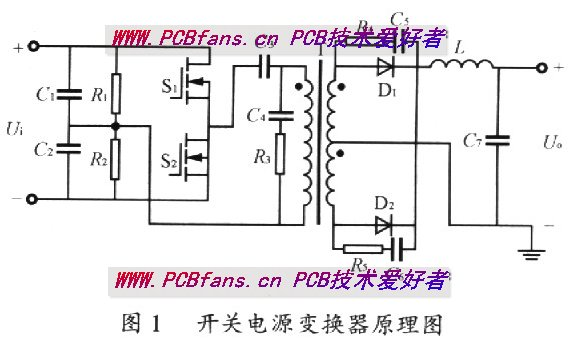 WWW.PCBfans.cn PCB技术爱好者
+
C1
R1
S1
C3
T
C5
D1
L
+
Ui
C2
R2
S2
C4
R3
C7
Uo
D2
−
−
R5
WWW.PCBfans.cn PCB技术爱好者
图1 开关电源变换器原理图